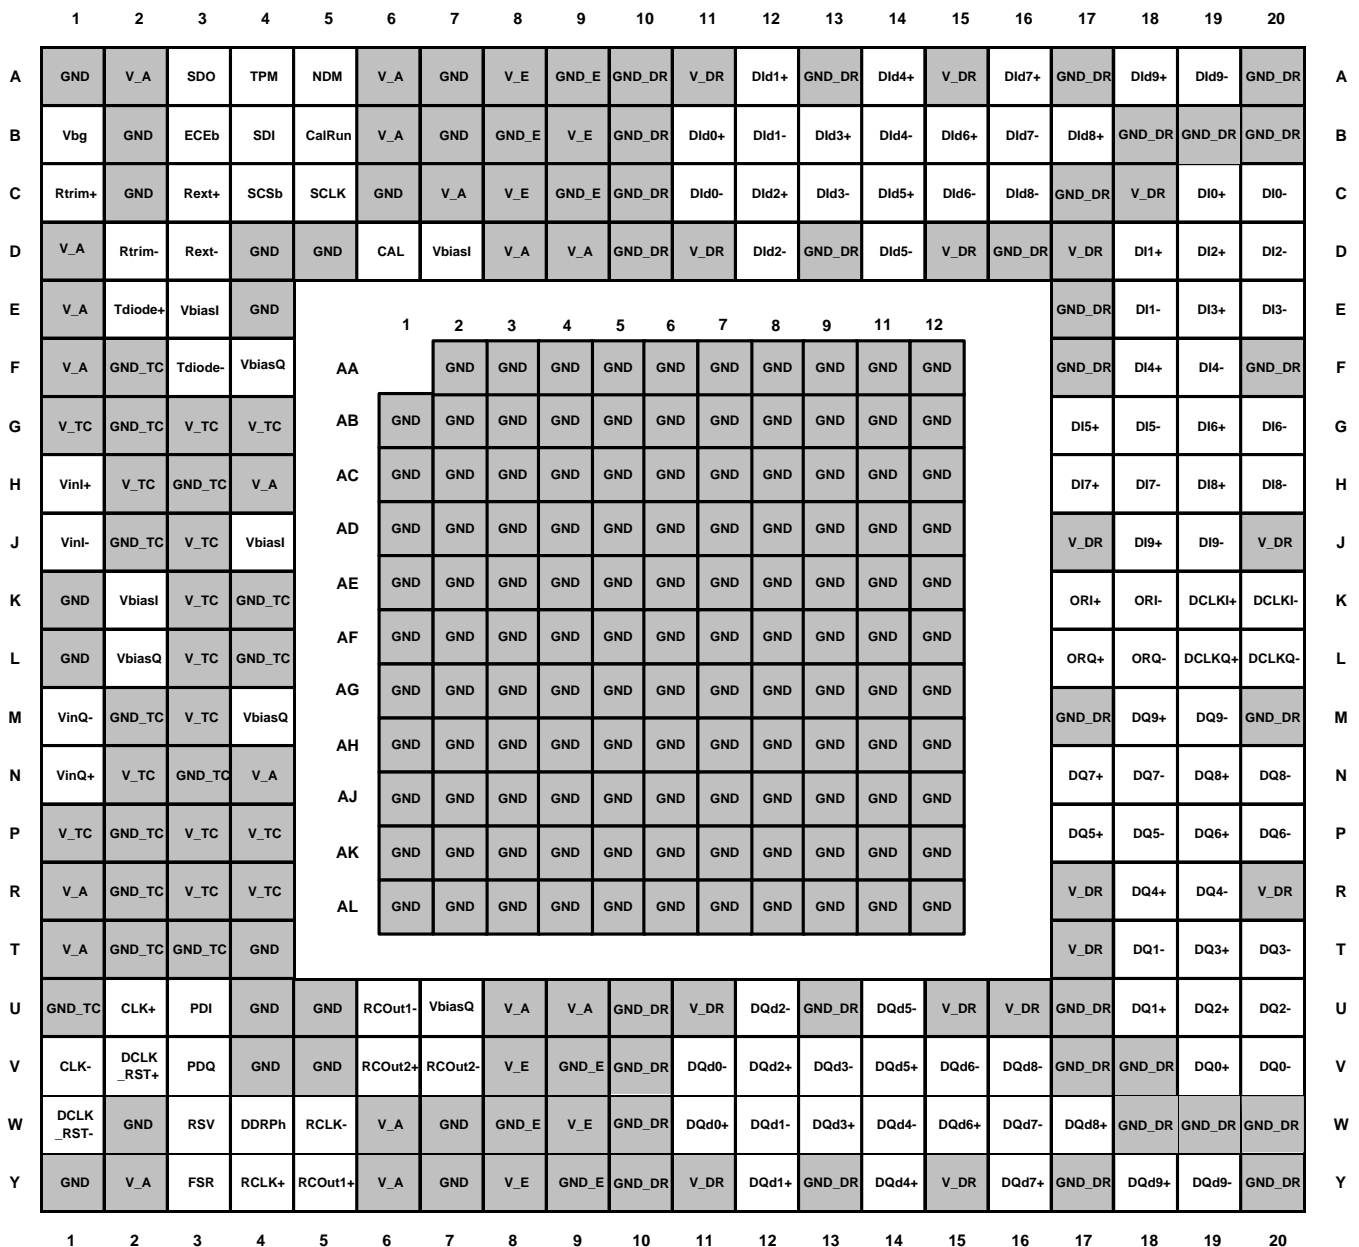 1 2 3 4 5 6 7 8 9 10 11 12 13 14 15 16 17 18 19 20
A GND V_A SDO TPM NDM V_A GND V_E GND_E GND_DR V_DR DId1+ GND_DR DId4+ V_DR DId7+ GND_DR DId9+ DId9- GND_DR A
B Vbg GND ECEb SDI CalRun V_A GND GND_E V_E GND_DR DId0+ DId1- DId3+ DId4- DId6+ DId7- DId8+ GND_DR GND_DR GND_DR B
C Rtrim+ GND Rext+ SCSb SCLK GND V_A V_E GND_E GND_DR DId0- DId2+ DId3- DId5+ DId6- DId8- GND_DR V_DR DI0+ DI0- C
D V_A Rtrim- Rext- GND GND CAL VbiasI V_A V_A GND_DR V_DR DId2- GND_DR DId5- V_DR GND_DR V_DR DI1+ DI2+ DI2- D
E V_A Tdiode+ VbiasI GND GND_DR DI1- DI3+ DI3- E
1 2 3 4 5 6 7 8 9 11 12
F V_A GND_TC Tdiode- VbiasQ AA GND GND GND GND GND GND GND GND GND GND GND_DR DI4+ DI4- GND_DR F
G V_TC GND_TC V_TC V_TC AB GND GND GND GND GND GND GND GND GND GND GND DI5+ DI5- DI6+ DI6- G
H VinI+ V_TC GND_TC V_A AC GND GND GND GND GND GND GND GND GND GND GND DI7+ DI7- DI8+ DI8- H
J VinI- GND_TC V_TC VbiasI AD GND GND GND GND GND GND GND GND GND GND GND V_DR DI9+ DI9- V_DR J
K GND VbiasI V_TC GND_TC AE GND GND GND GND GND GND GND GND GND GND GND ORI+ ORI- DCLKI+ DCLKI- K
L GND VbiasQ V_TC GND_TC AF GND GND GND GND GND GND GND GND GND GND GND ORQ+ ORQ- DCLKQ+ DCLKQ- L
M VinQ- GND_TC V_TC VbiasQ AG GND GND GND GND GND GND GND GND GND GND GND GND_DR DQ9+ DQ9- GND_DR M
N VinQ+ V_TC GND_TC V_A AH GND GND GND GND GND GND GND GND GND GND GND DQ7+ DQ7- DQ8+ DQ8- N
AJ GND GND GND GND GND GND GND GND GND GND GND
P V_TC GND_TC V_TC V_TC AK GND GND GND GND GND GND GND GND GND GND GND DQ5+ DQ5- DQ6+ DQ6- P
R V_A GND_TC V_TC V_TC AL GND GND GND GND GND GND GND GND GND GND GND V_DR DQ4+ DQ4- V_DR R
T V_A GND_TC GND_TC GND V_DR DQ1- DQ3+ DQ3- T
U GND_TC CLK+ PDI GND GND RCOut1- VbiasQ V_A V_A GND_DR V_DR DQd2- GND_DR DQd5- V_DR V_DR GND_DR DQ1+ DQ2+ DQ2- U
V CLK- DCLK _RST+ PDQ GND GND RCOut2+ RCOut2- V_E GND_E GND_DR DQd0- DQd2+ DQd3- DQd5+ DQd6- DQd8- GND_DR GND_DR DQ0+ DQ0- V
W DCLK _RST- GND RSV DDRPh RCLK- V_A GND GND_E V_E GND_DR DQd0+ DQd1- DQd3+ DQd4- DQd6+ DQd7- DQd8+ GND_DR GND_DR GND_DR W
Y GND V_A FSR RCLK+ RCOut1+ V_A GND V_E GND_E GND_DR V_DR DQd1+ GND_DR DQd4+ V_DR DQd7+ GND_DR DQd9+ DQd9- GND_DR Y
1 2 3 4 5 6 7 8 9 10 11 12 13 14 15 16 17 18 19 20